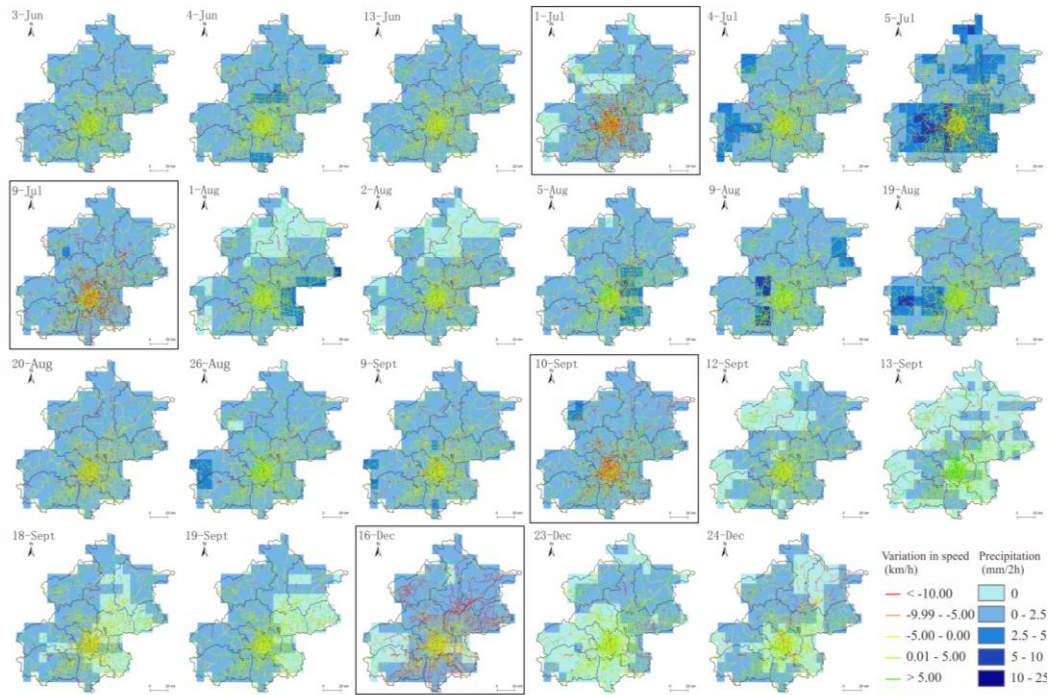 3-Jun
4-Jun
13-Jun
1-Jul
4-Jul
5-Jul
9-Jul
1-Aug
2-Aug
5-Aug
9-Aug
19-Aug
20-Aug
26-Aug
9-Sept
10-Sept
12-Sept
13-Sept
18-Sept
19-Sept
16-Dec
23-Dec
24-Dec
Variation in speed
(km/h)
< -10.00
-9.99 - -5.00
-5.00 - 0.00
0.01 - 5.00
> 5.00
Precipitation
(mm/2h)
0
0 - 2.5
2.5 - 5
5 - 10
10 - 25